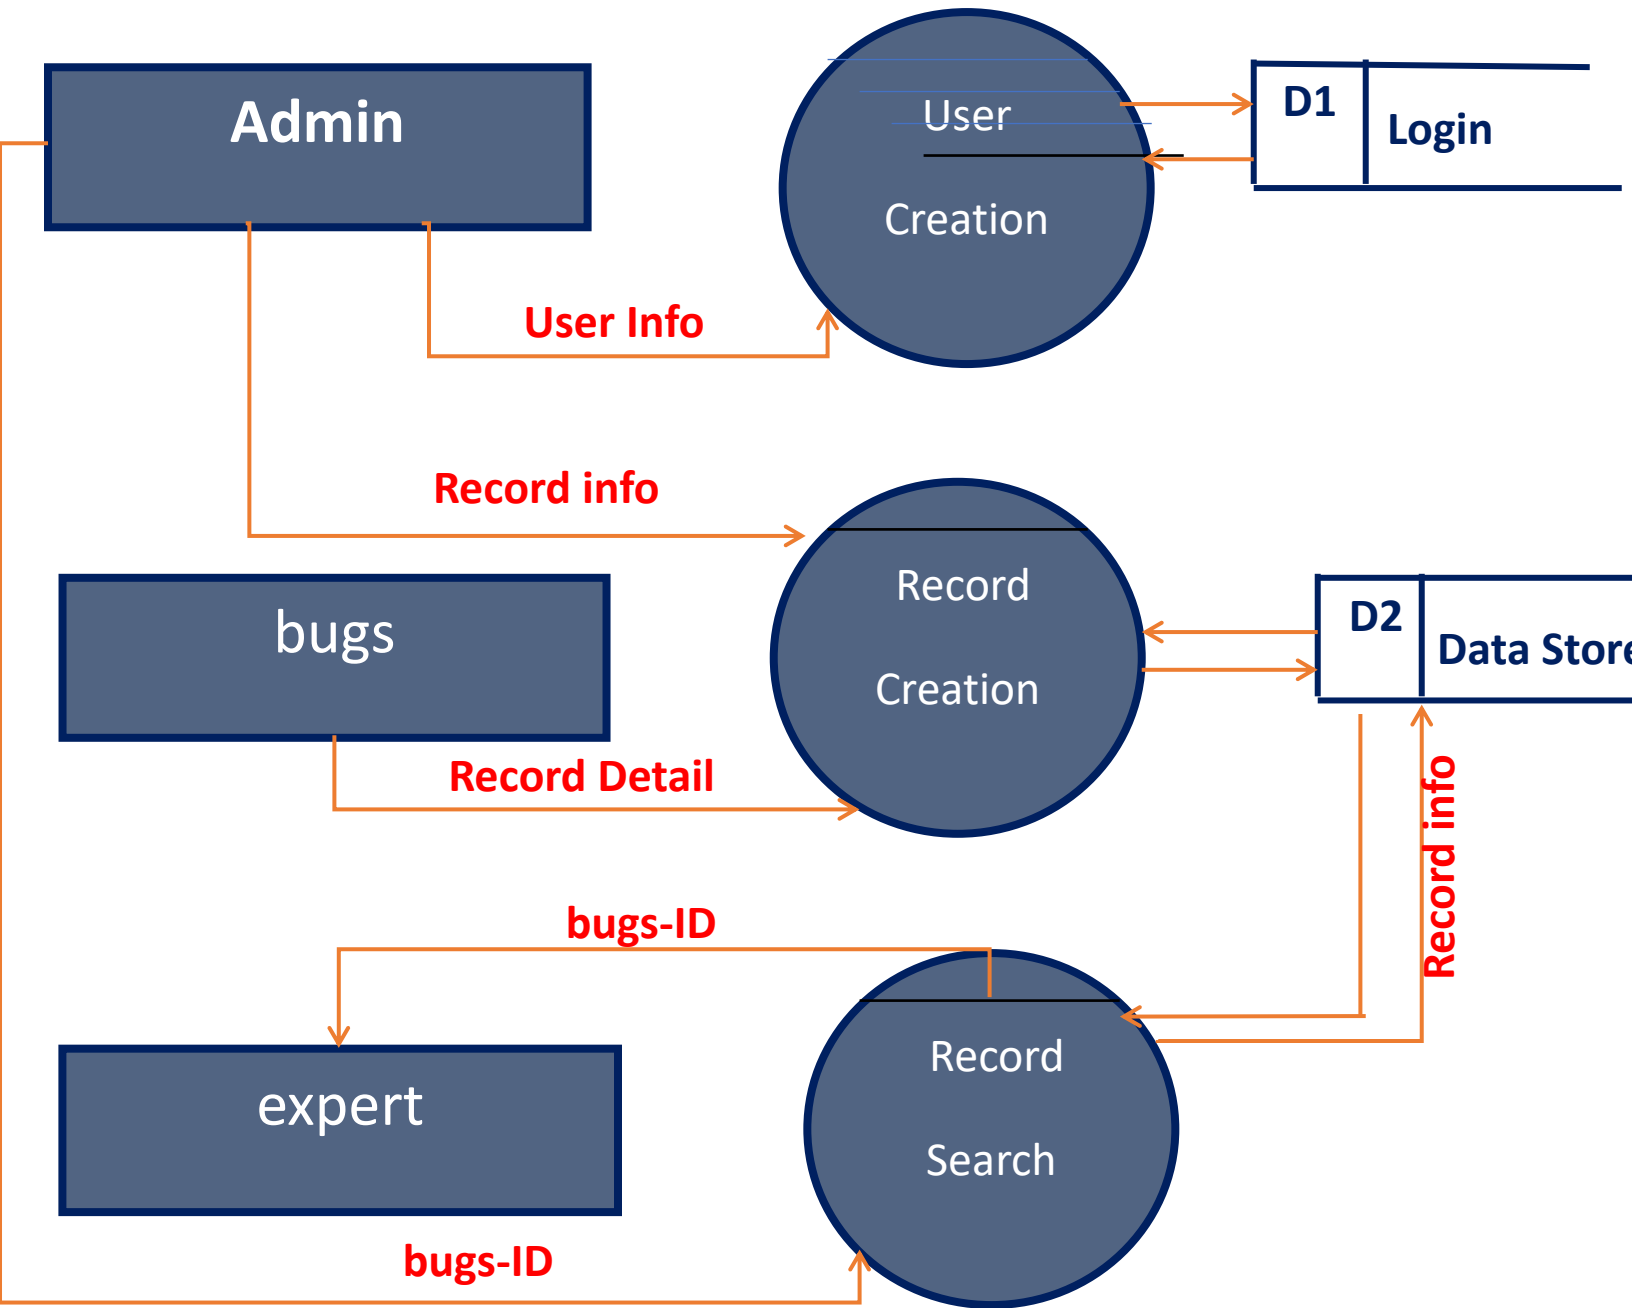 Admin
User
Creation
D1
Login
User Info
Record info
Record
Creation
bugs
D2
Data Store
Record Detail
Record info
bugs-ID
Record
Search
expert
bugs-ID